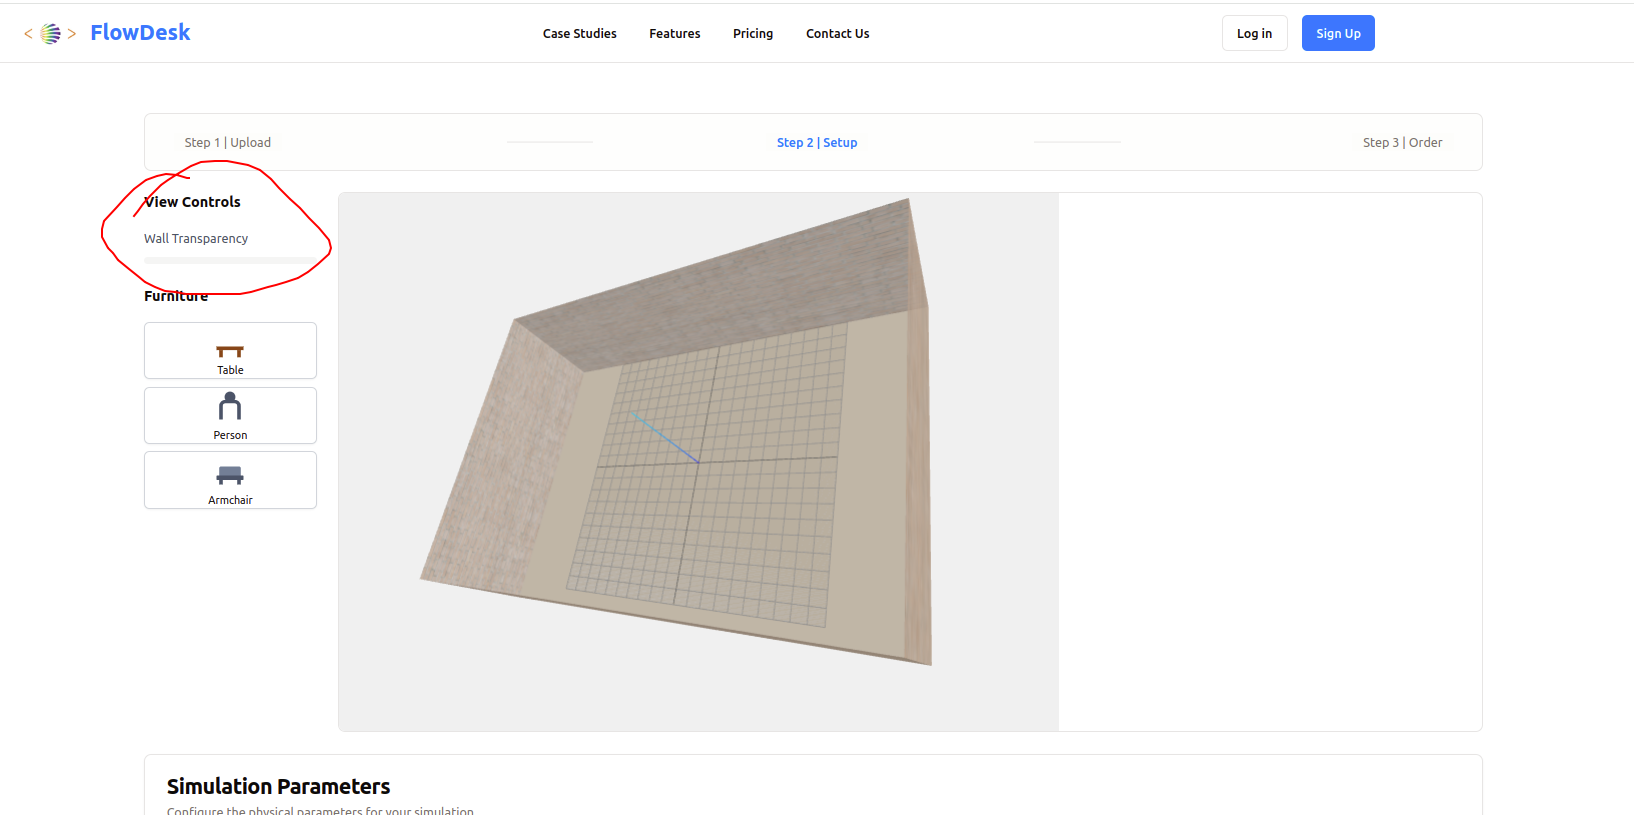 < > FlowDesk
Case Studies Features Pricing Contact Us
Log in Sign Up
Step 1 | Upload Step 2 | Setup Step 3 | Order
View Controls
Wall Transparency
Furniture
Table
Person
Armchair
Simulation Parameters
Configure the physical parameters for your simulation